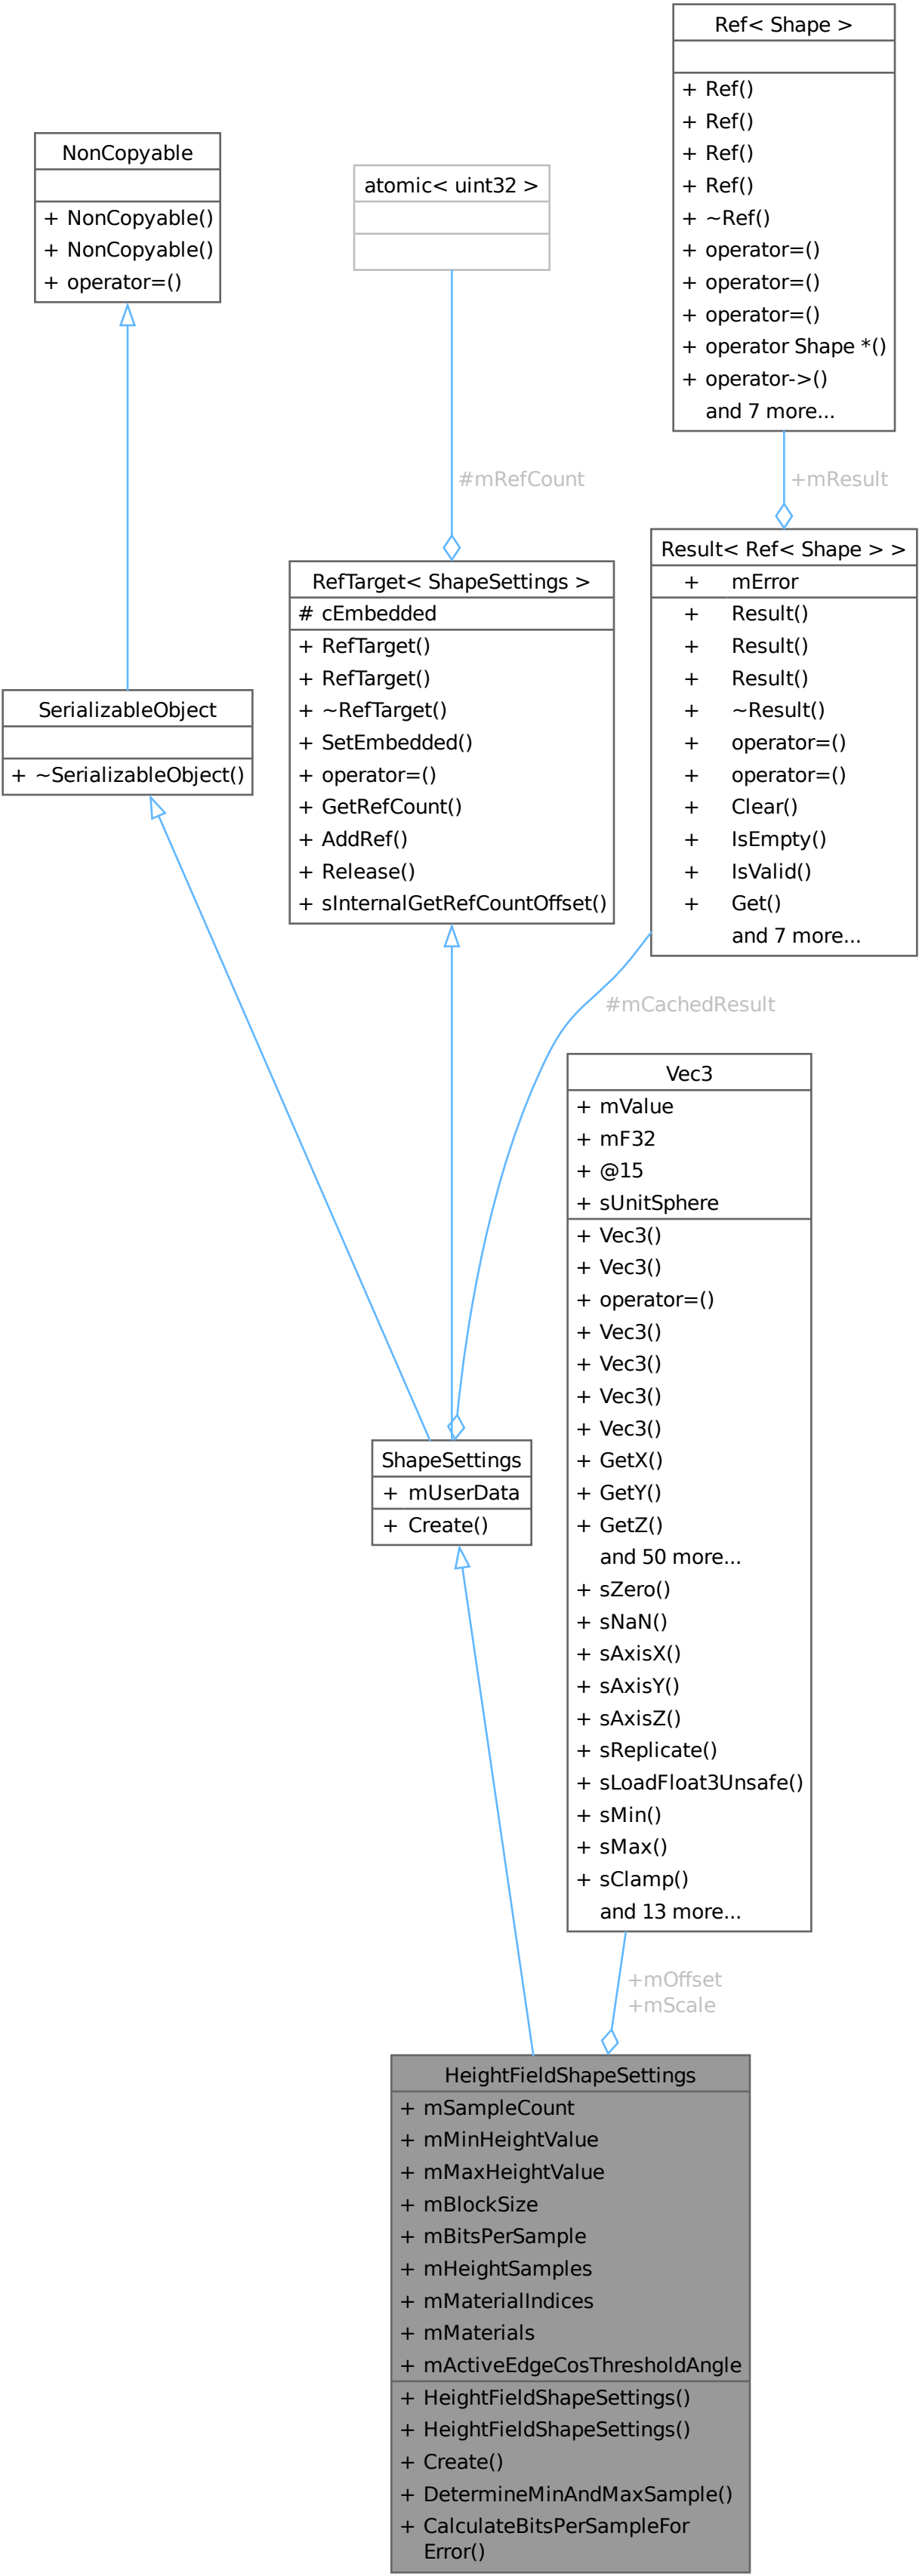 Ref< Shape >
+ Ref()
+ Ref()
+ Ref()
+ Ref()
+ ~Ref()
+ operator=()
+ operator=()
+ operator=()
+ operator Shape *()
+ operator->()
and 7 more...
NonCopyable
+ NonCopyable()
+ NonCopyable()
+ operator=()
atomic< uint32 >
#mRefCount
+mResult
Result< Ref< Shape > >
+ mError
+ Result()
+ Result()
+ Result()
+ ~Result()
+ operator=()
+ operator=()
+ Clear()
+ IsEmpty()
+ IsValid()
+ Get()
and 7 more...
RefTarget< ShapeSettings >
# cEmbedded
+ RefTarget()
+ RefTarget()
+ ~RefTarget()
+ SetEmbedded()
+ operator=()
+ GetRefCount()
+ AddRef()
+ Release()
+ sInternalGetRefCountOffset()
SerializableObject
+ ~SerializableObject()
#mCachedResult
Vec3
+ mValue
+ mF32
+ @15
+ sUnitSphere
+ Vec3()
+ Vec3()
+ operator=()
+ Vec3()
+ Vec3()
+ Vec3()
+ Vec3()
+ GetX()
+ GetY()
+ GetZ()
and 50 more...
+ sZero()
+ sNaN()
+ sAxisX()
+ sAxisY()
+ sAxisZ()
+ sReplicate()
+ sLoadFloat3Unsafe()
+ sMin()
+ sMax()
+ sClamp()
and 13 more...
ShapeSettings
+ mUserData
+ Create()
+mOffset
+mScale
HeightFieldShapeSettings
+ mSampleCount
+ mMinHeightValue
+ mMaxHeightValue
+ mBlockSize
+ mBitsPerSample
+ mHeightSamples
+ mMaterialIndices
+ mMaterials
+ mActiveEdgeCosThresholdAngle
+ HeightFieldShapeSettings()
+ HeightFieldShapeSettings()
+ Create()
+ DetermineMinAndMaxSample()
+ CalculateBitsPerSampleFor
Error()